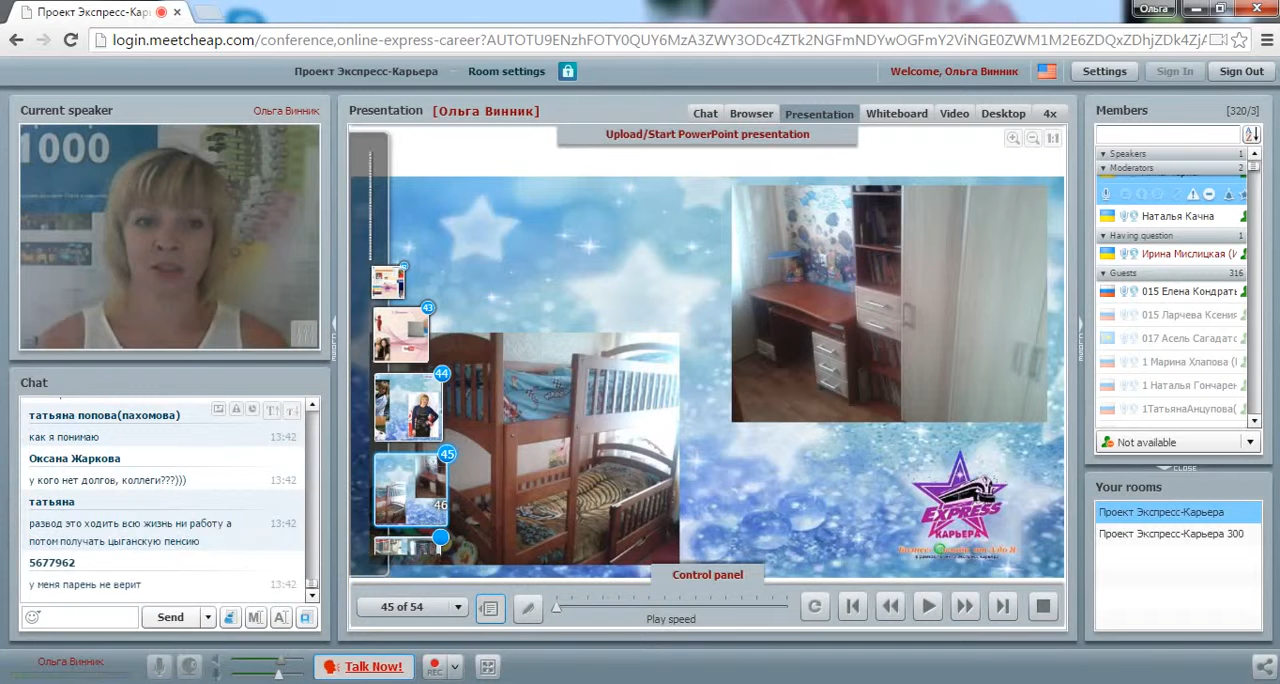 Проект Экспресс-Кар
Ольга
login.meetcheap.com/conference,online-express-career?AUTOTU9ENzhFOTY0QUY6MzA3ZWY3ODc4ZTk2NGFmNDYwOGFmY2ViNGE0ZWM1M2E6ZDQxZDhjZDk4ZjA
Проект Экспресс-Карьера
Room settings
Welcome, Ольга Винник
Settings
Sign In
Sign Out
Current speaker
Ольга Винник
1000
Presentation [Ольга Винник]
Chat
Browser
Presentation
Whiteboard
Video
Desktop
4x
Upload/Start PowerPoint presentation
1:1
43
44
45
46
EXPRESS
КАРЬЕРА
Control panel
45 of 54
Play speed
Members
[320/3]
Speakers 1
Moderators 2
Наталья Качна
Having question 1
Ирина Мислицкая (И
Guests 316
015 Елена Кондрать
015 Ларчева Ксения
017 Асель Сагадатс
1 Марина Хлапова (I
1 Наталья Гончарен
1ТатьянаАнцупова(
Not available
CLOSE
Your rooms
Проект Экспресс-Карьера
Проект Экспресс-Карьера 300
Chat
татьяна попова(пахомова)
как я понимаю 13:42
Оксана Жаркова
у кого нет долгов, коллеги???))) 13:42
татьяна
развод это ходить всю жизнь ни работу а 13:42
потом получать цыганскую пенсию
5677962
у меня парень не верит 13:42
Send
Ольга Винник
Talk Now!
REC